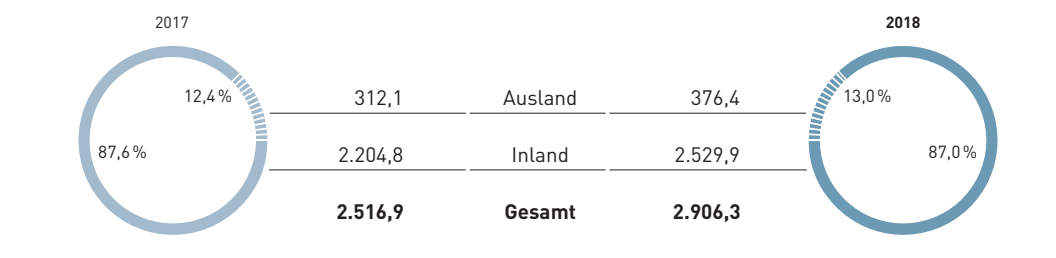 2017 2018
12,4 % 312,1 Ausland 376,4 13,0 %
87,6 % 2.204,8 Inland 2.529,9 87,0 %
2.516,9 Gesamt 2.906,3